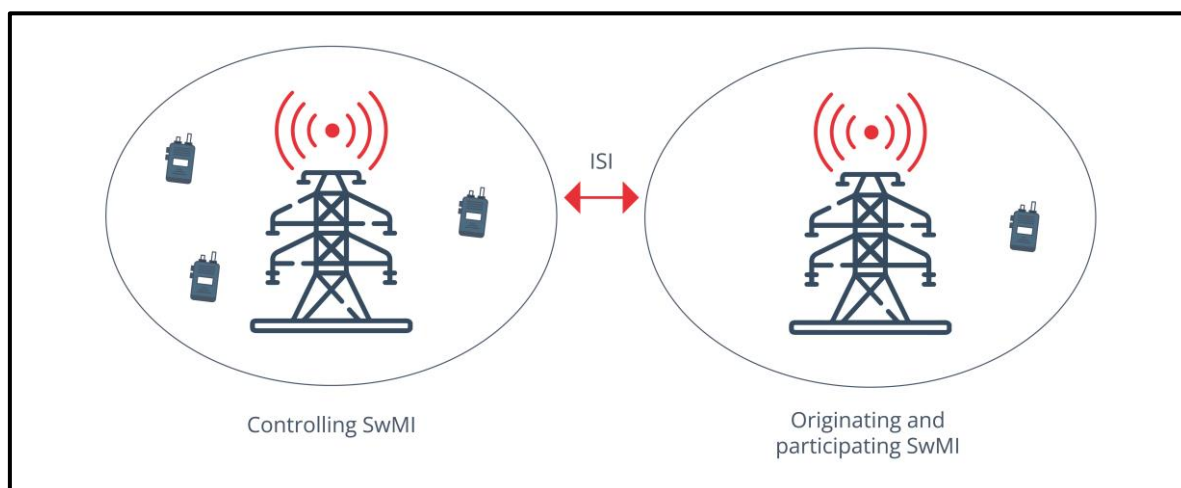 ISI
Controlling SwMI
Originating and
participating SwMI